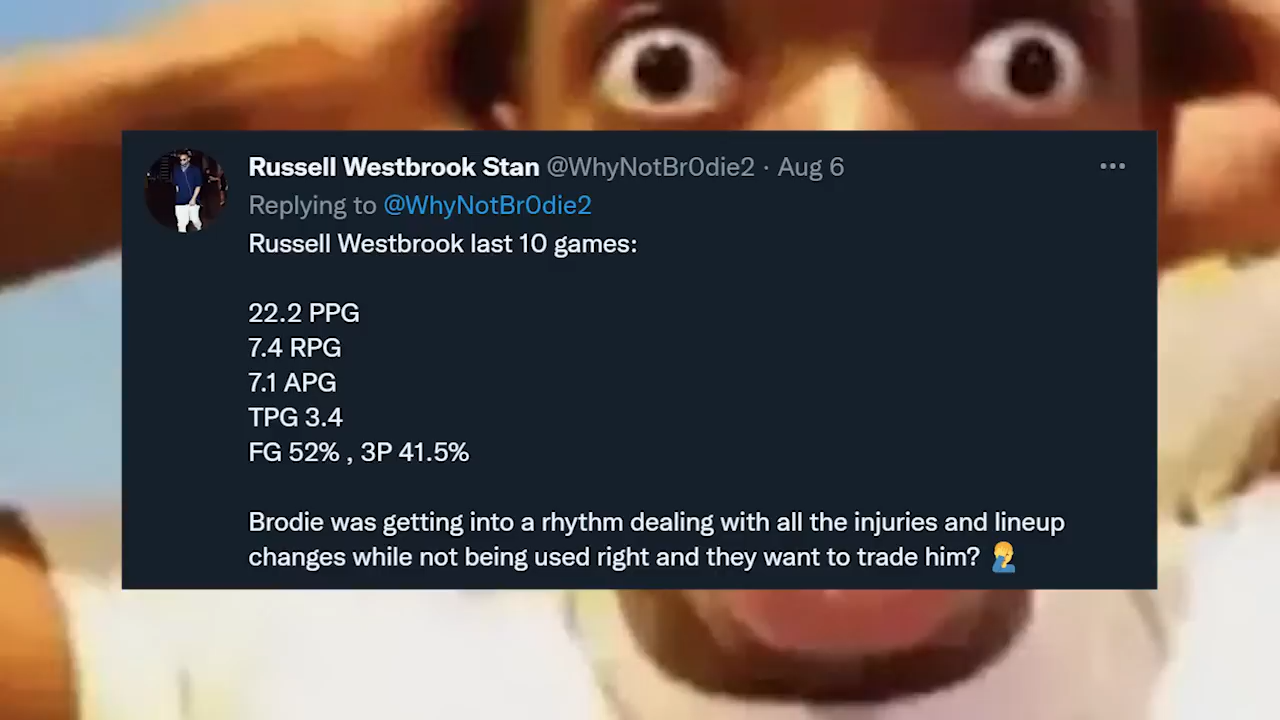 Russell Westbrook Stan @WhyNotBr0die2 · Aug 6
Replying to @WhyNotBr0die2
Russell Westbrook last 10 games:
22.2 PPG
7.4 RPG
7.1 APG
TPG 3.4
FG 52% , 3P 41.5%
Brodie was getting into a rhythm dealing with all the injuries and lineup
changes while not being used right and they want to trade him? 🤦‍♂️